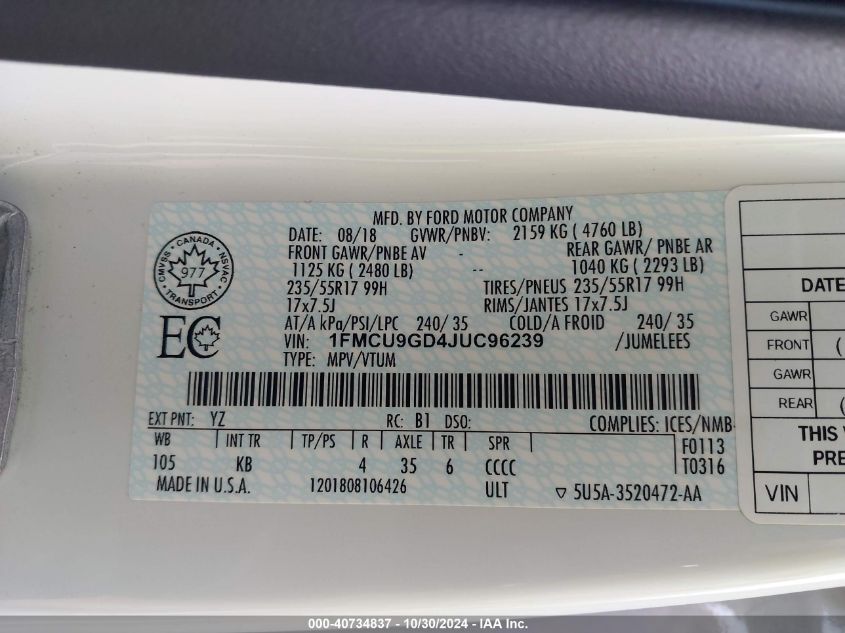 MFD. BY FORD MOTOR COMPANY
DATE: 08/18 GVWR/PNBV: 2159 KG ( 4760 LB)
FRONT GAWR/PNBE AV - REAR GAWR/ PNBE AR
1125 KG ( 2480 LB) -- 1040 KG ( 2293 LB)
235/55R17 99H TIRES/PNEUS 235/55R17 99H
17x7.5J RIMS/JANTES 17x7.5J
AT/A kPa/PSI/LPC 240/ 35 COLD/A FROID 240/ 35
VIN: 1FMCU9GD4JUC96239 /JUMELEES
TYPE: MPV/VTUM
CANADA
CMVSS
NSVAC
977
TRANSPORT
EC
EXT PNT: YZ RC: B1 DSO: COMPLIES: ICES/NMB-
WB INT TR TP/PS R AXLE TR SPR F0113
105 KB 4 35 6 CCCC T0316
MADE IN U.S.A. 1201808106426 ULT 5U5A-3520472-AA
DATE
GAWR
FRONT (
GAWR
REAR (
THIS V
PRE
VIN
000-40734837 - 10/30/2024 - IAA Inc.